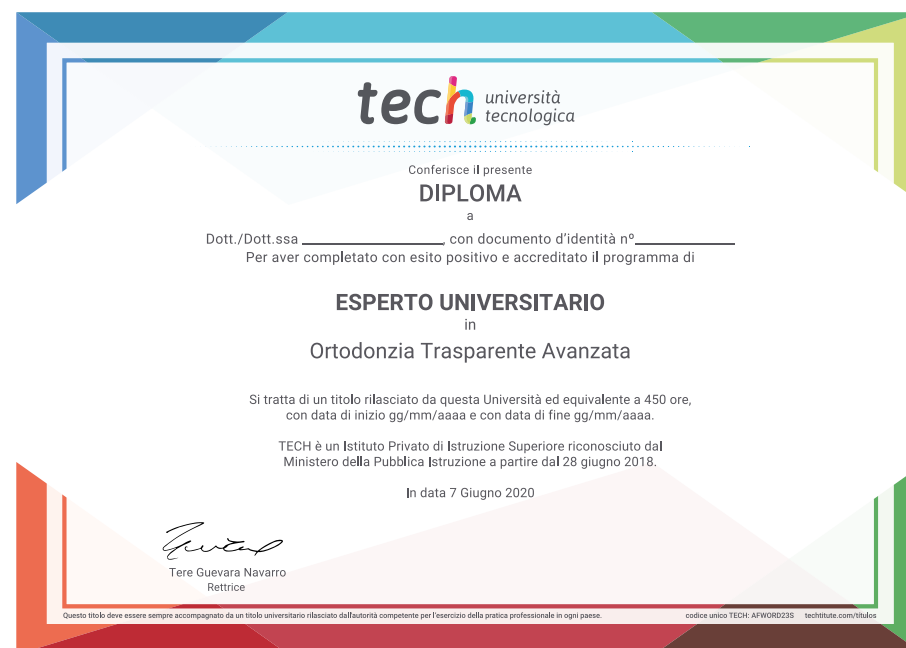 tech università
tecnologica
Conferisce il presente
DIPLOMA
a
Dott./Dott.ssa ____________________, con documento d'identità nº______________
Per aver completato con esito positivo e accreditato il programma di
ESPERTO UNIVERSITARIO
in
Ortodonzia Trasparente Avanzata
Si tratta di un titolo rilasciato da questa Università ed equivalente a 450 ore,
con data di inizio gg/mm/aaaa e con data di fine gg/mm/aaaa.
TECH è un Istituto Privato di Istruzione Superiore riconosciuto dal
Ministero della Pubblica Istruzione a partire dal 28 giugno 2018.
In data 7 Giugno 2020
Tere Guevara Navarro
Rettrice
Questo titolo deve essere sempre accompagnato da un titolo universitario rilasciato dall'autorità competente per l'esercizio della pratica professionale in ogni paese. codice unico TECH: AFWORD23S techtitute.com/titulos